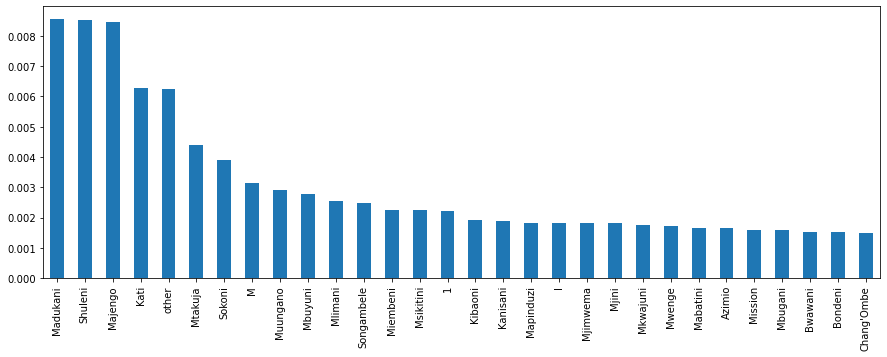 0.008
0.007
0.006
0.005
0.004
0.003
0.002
0.001
0.000
Madukani
Shuleni
Majengo
Kati
other
Mtakuja
Sokoni
M
Muungano
Mbuyuni
Mlimani
Songambele
Miembeni
Msikitini
1
Kibaoni
Kanisani
Mapinduzi
I
Mjimwema
Mjini
Mkwajuni
Mwenge
Mabatini
Azimio
Mission
Mbugani
Bwawani
Bondeni
Chang'Ombe